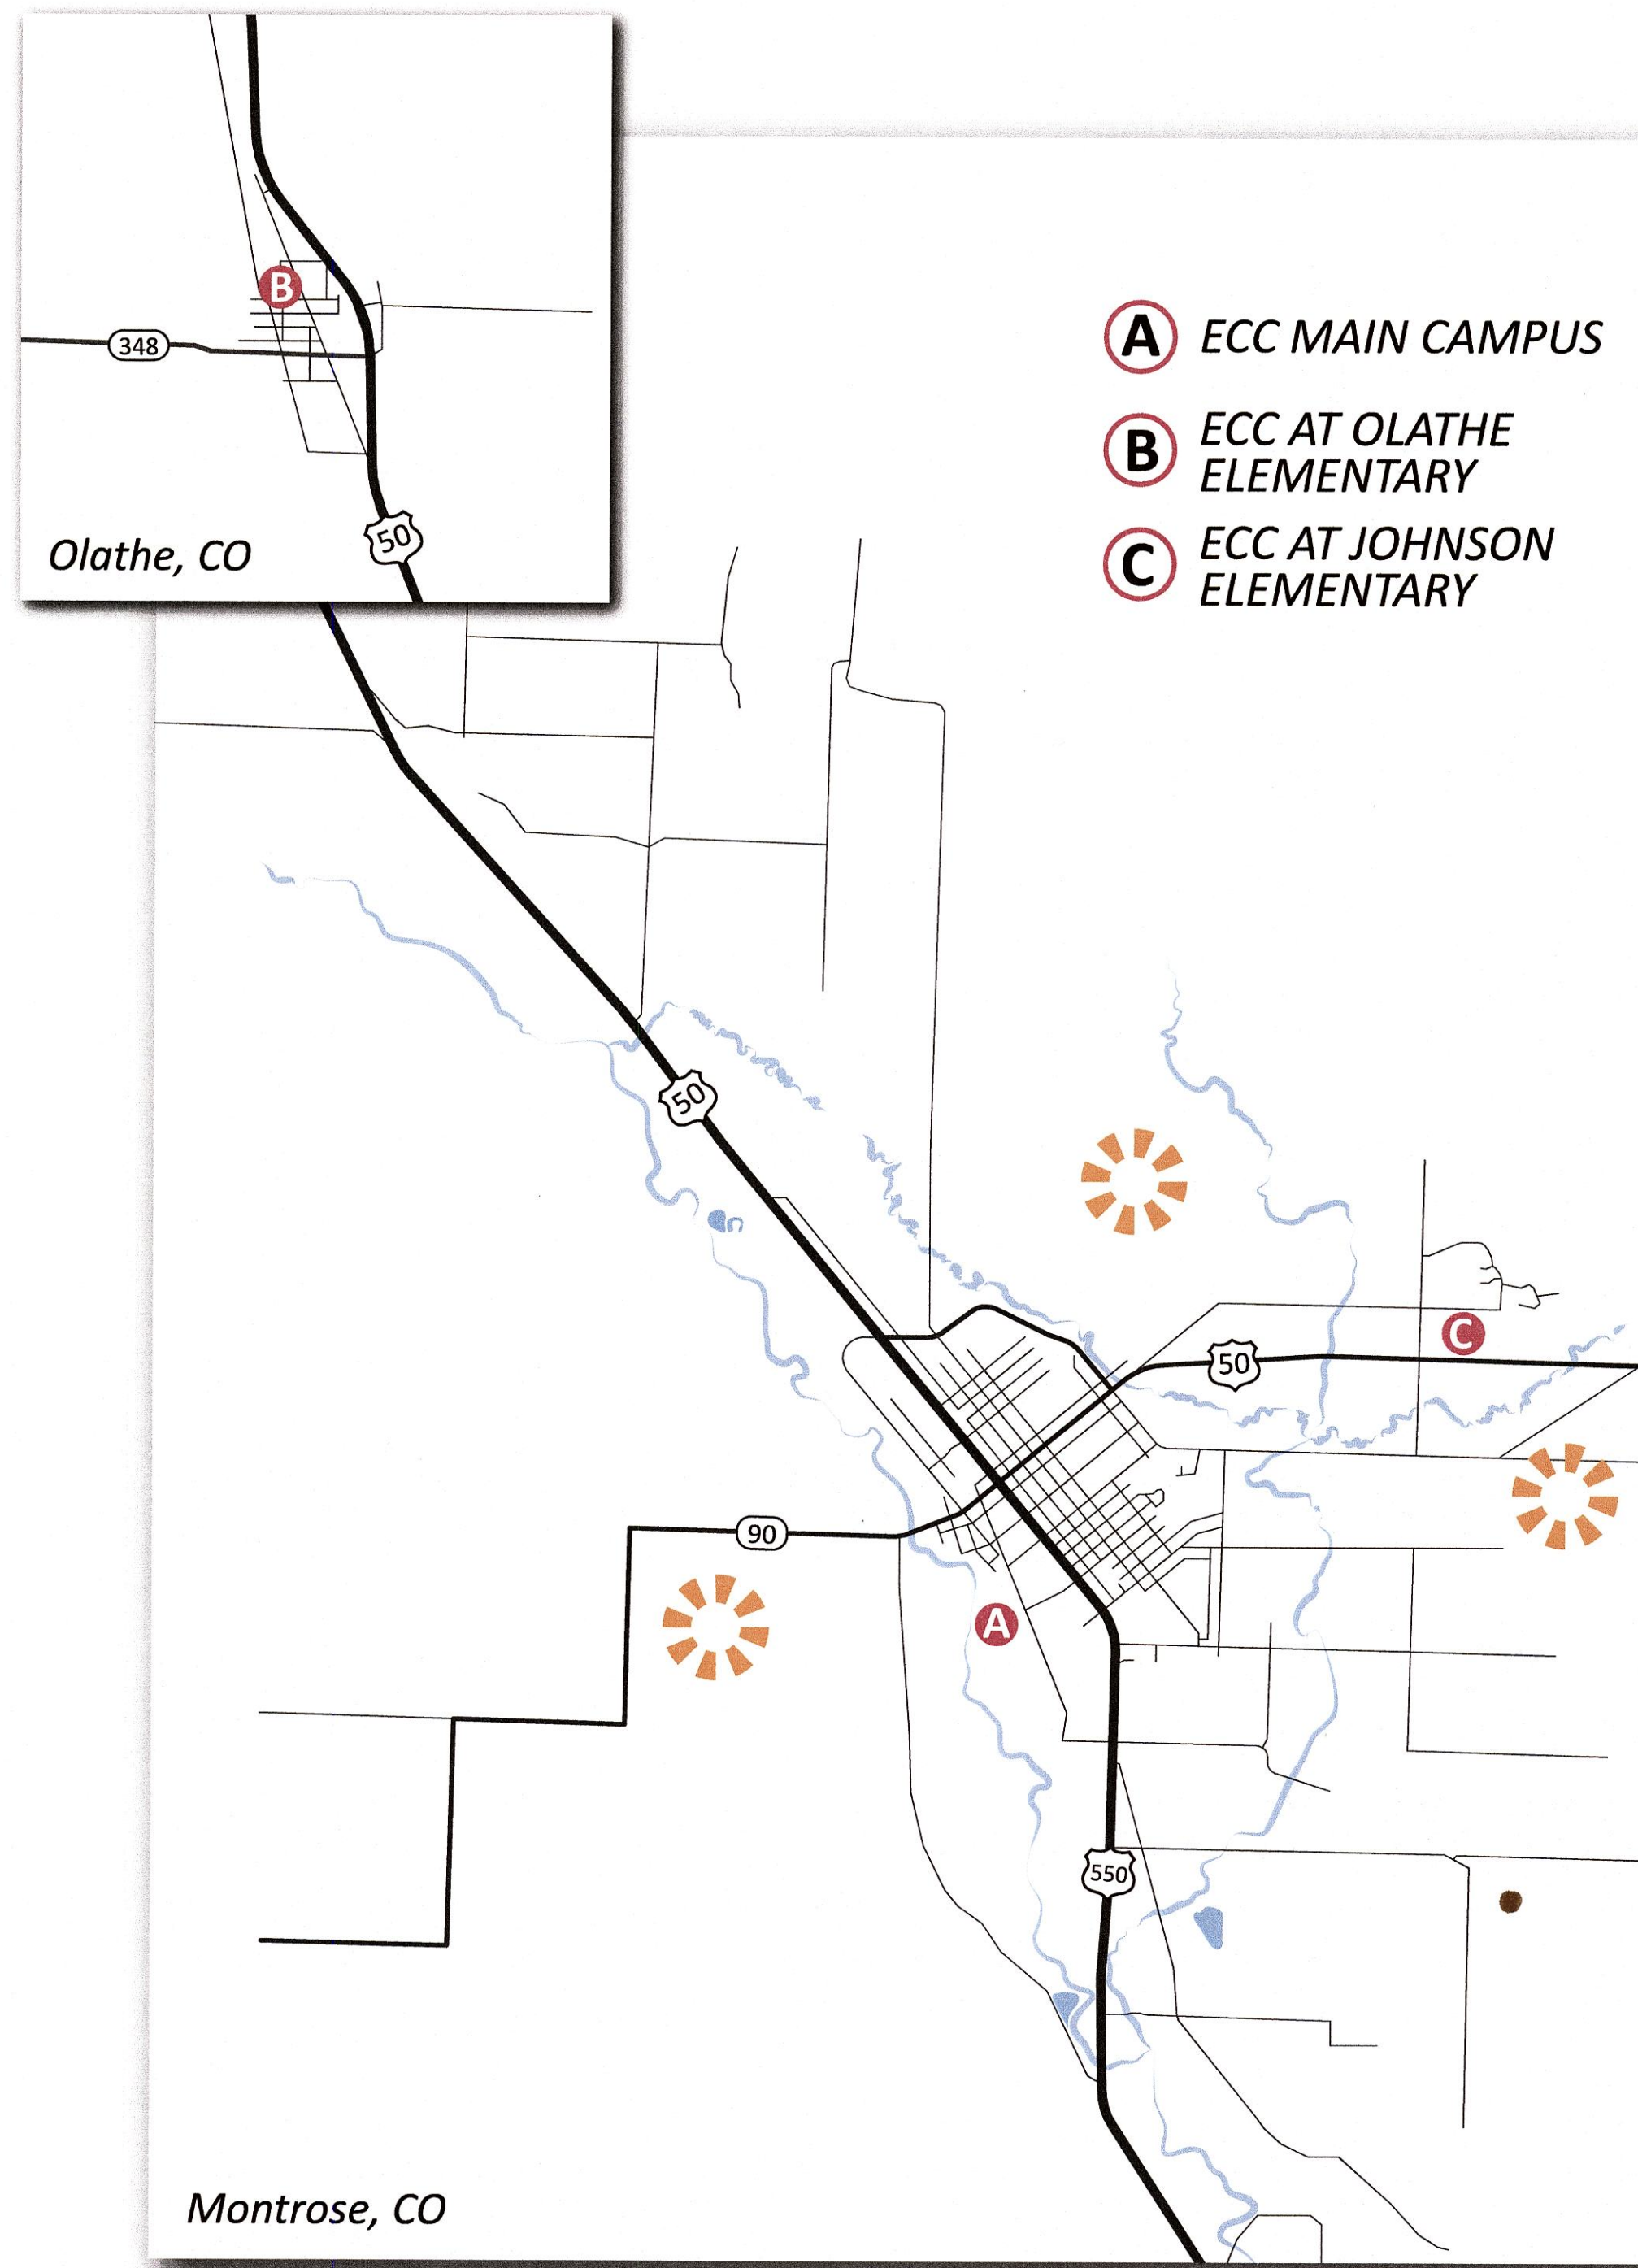 B
348
50
Olathe, CO
A ECC MAIN CAMPUS
B ECC AT OLATHE
ELEMENTARY
C ECC AT JOHNSON
ELEMENTARY
50
C
50
90
A
550
Montrose, CO